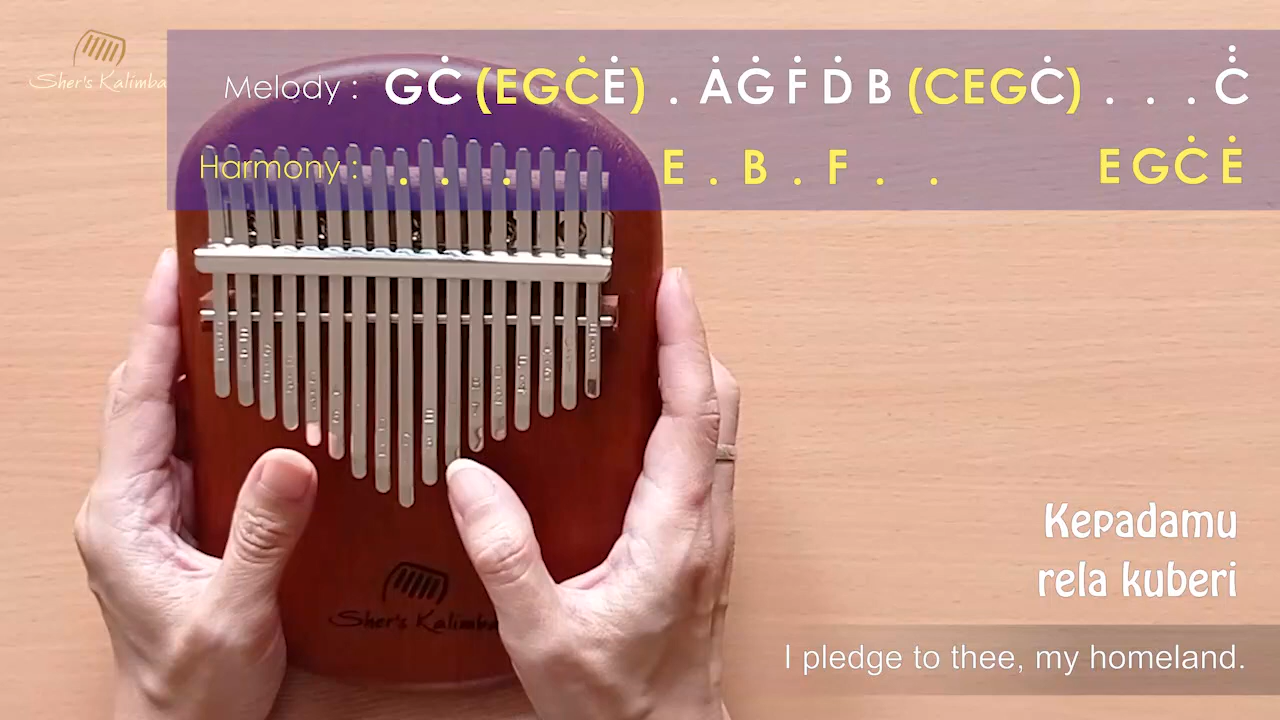 Sher's Kalimba
Melody : GĊ (EGĊĖ) . ȦĠḞḊB (CEGĊ) . . . C̈
Harmony : . . . E . B . F . . EGĊĖ
Sher's Kalimba
Kepadamu
rela kuberi
I pledge to thee, my homeland.